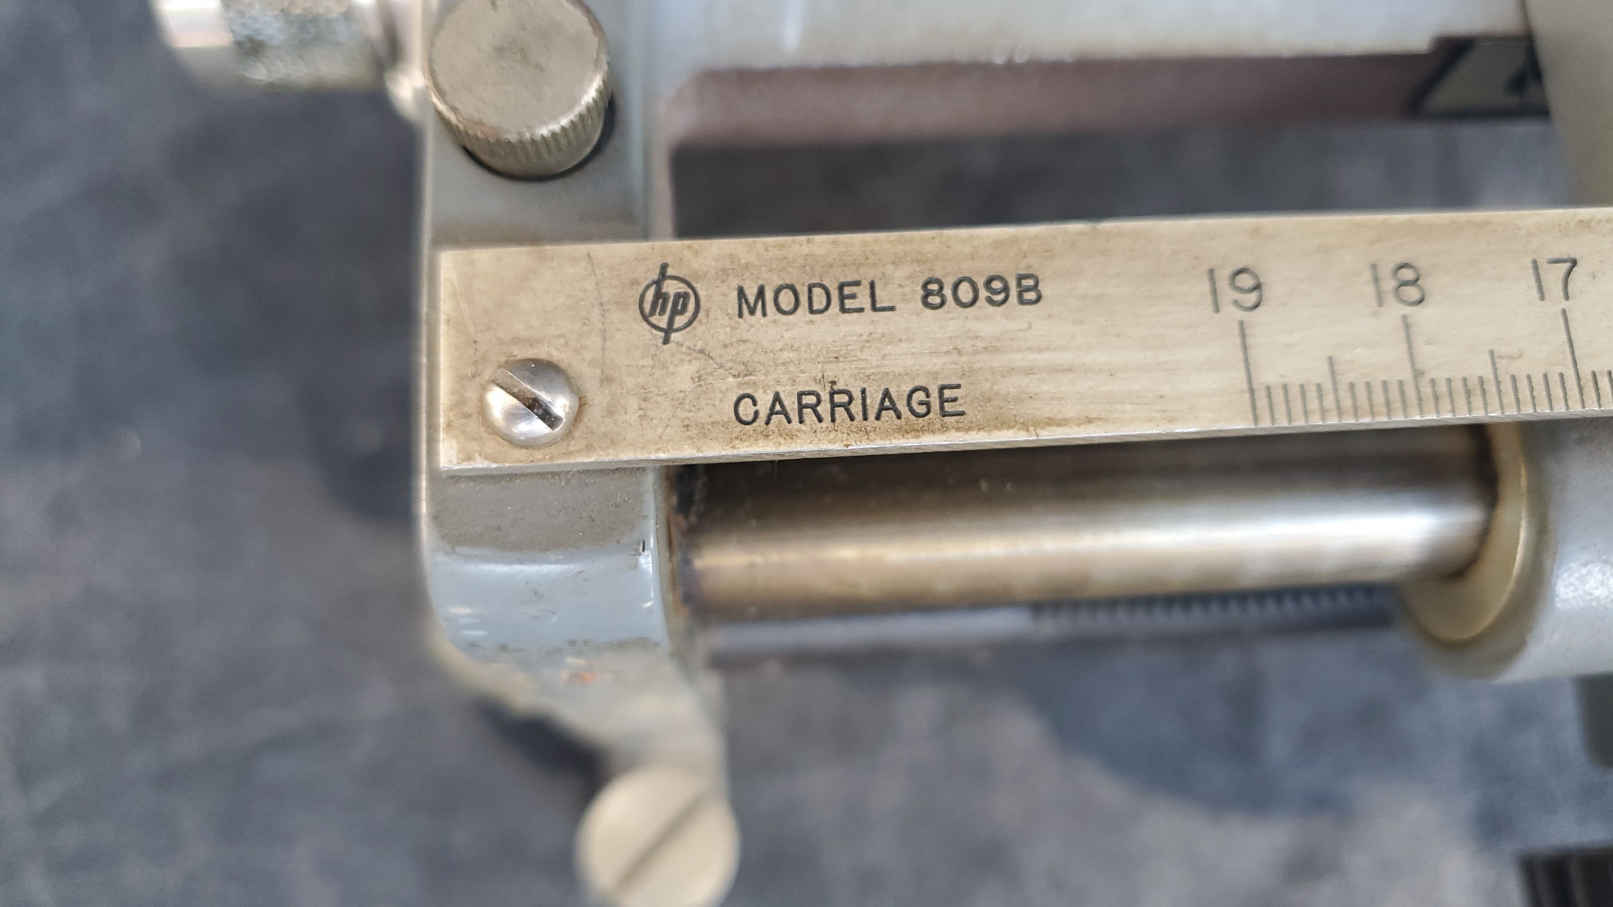 hp MODEL 809B
CARRIAGE
19 18 17